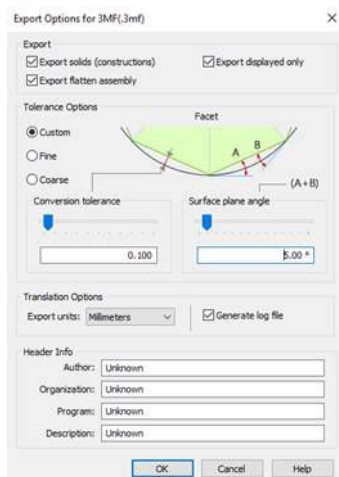 Export Options for 3MF(.3mf)
Export
Export solids (constructions)
Export displayed only
Export flatten assembly
Tolerance Options
Facet
Custom
A
B
Fine
Coarse
(A+B)
Conversion tolerance
Surface plane angle
0.100
5.00 °
Translation Options
Export units:
Millimeters
Generate log file
Header Info
Author: Unknown
Organization: Unknown
Program: Unknown
Description: Unknown
OK
Cancel
Help